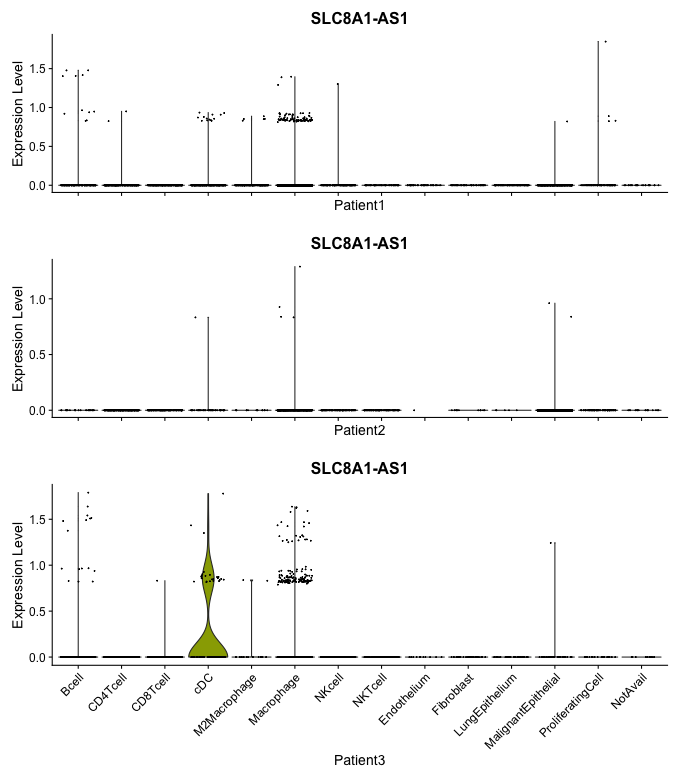 SLC8A1-AS1
Expression Level
1.5
1.0
0.5
0.0
Patient1
SLC8A1-AS1
Expression Level
1.0
0.5
0.0
Patient2
SLC8A1-AS1
Expression Level
1.5
1.0
0.5
0.0
Bcell
CD4Tcell
CD8Tcell
cDC
M2Macrophage
Macrophage
NKcell
NKTcell
Endothelium
Fibroblast
LungEpithelium
MalignantEpithelial
ProliferatingCell
NotAvail
Patient3